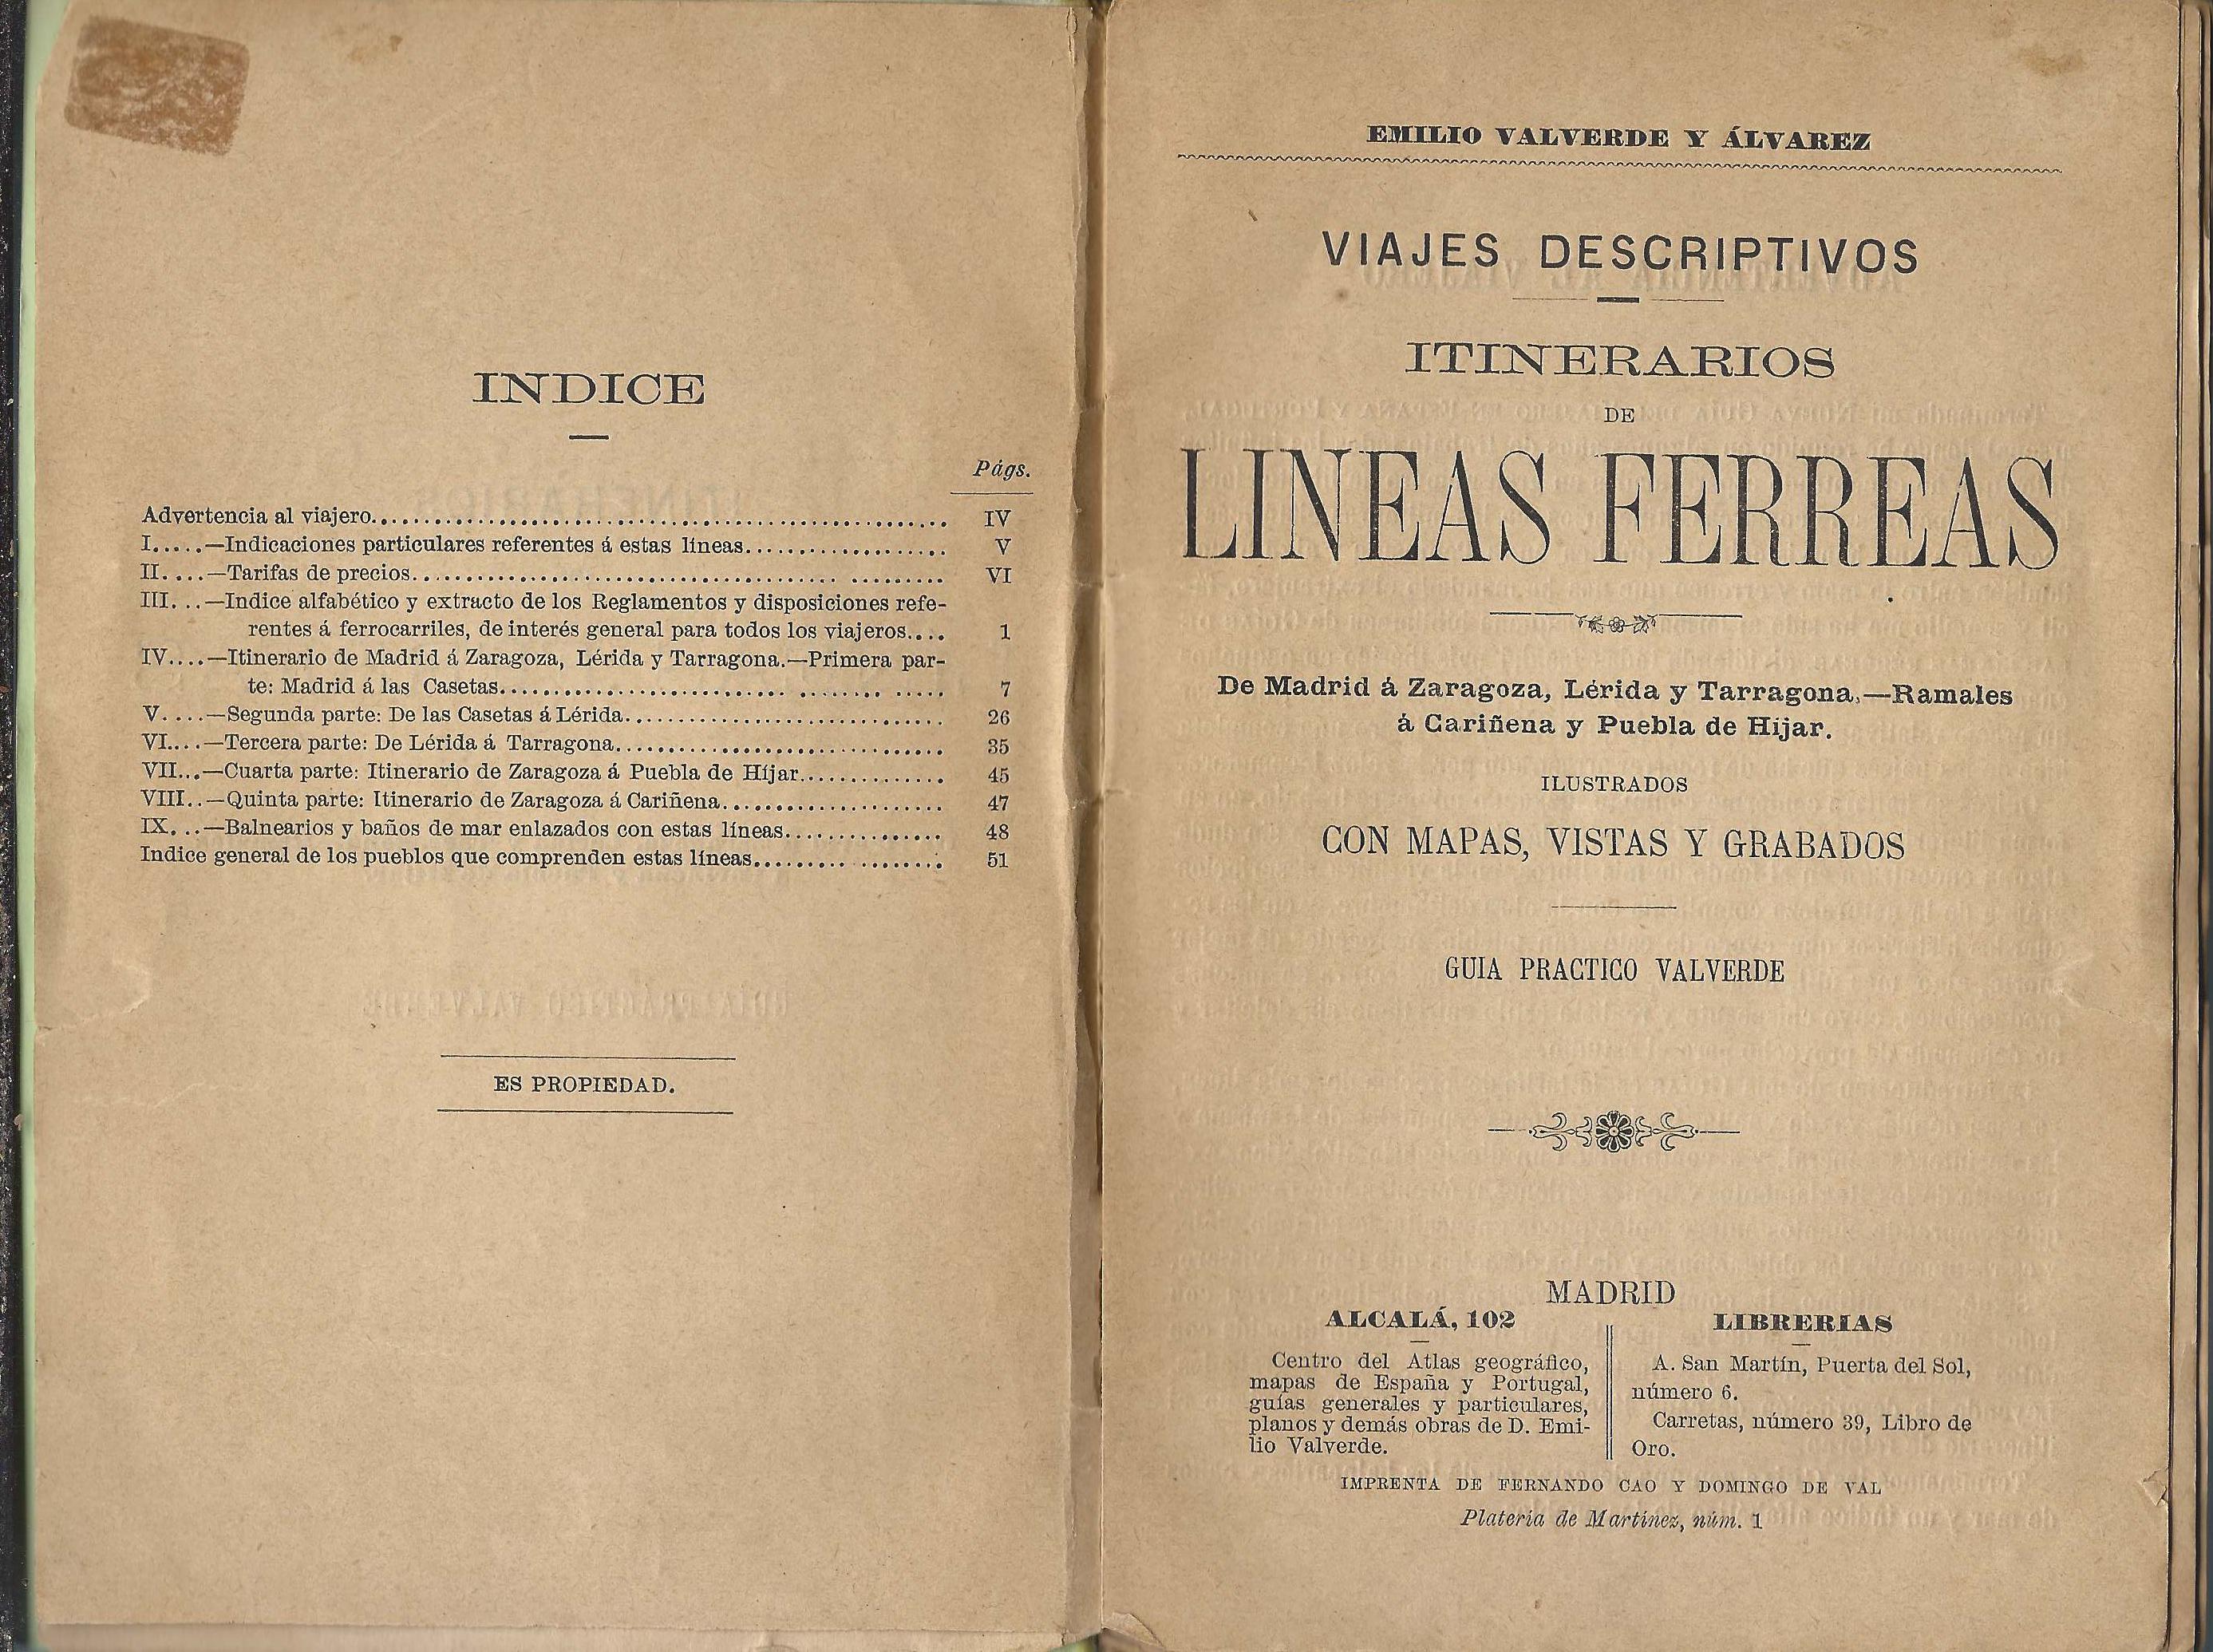 INDICE
Págs.
Advertencia al viajero.................... IV
I.....—Indicaciones particulares referentes á estas líneas.................... V
II....—Tarifas de precios.................... VI
III...—Indice alfabético y extracto de los Reglamentos y disposiciones refe-
rentes á ferrocarriles, de interés general para todos los viajeros.... 1
IV....—Itinerario de Madrid á Zaragoza, Lérida y Tarragona.—Primera par-
te: Madrid á las Casetas.................... 7
V....—Segunda parte: De las Casetas á Lérida.................... 26
VI....—Tercera parte: De Lérida á Tarragona.................... 35
VII...—Cuarta parte: Itinerario de Zaragoza á Puebla de Híjar.............. 45
VIII..—Quinta parte: Itinerario de Zaragoza á Cariñena.................... 47
IX...—Balnearios y baños de mar enlazados con estas líneas............... 48
Indice general de los pueblos que comprenden estas líneas.................... 51
ES PROPIEDAD.
EMILIO VALVERDE Y ÁLVAREZ
VIAJES DESCRIPTIVOS
ITINERARIOS
DE
LINEAS FERREAS
De Madrid á Zaragoza, Lérida y Tarragona.—Ramales
á Cariñena y Puebla de Híjar.
ILUSTRADOS
CON MAPAS, VISTAS Y GRABADOS
GUIA PRACTICO VALVERDE
MADRID
ALCALÁ, 102
Centro del Atlas geográfico,
mapas de España y Portugal,
guías generales y particulares,
planos y demás obras de D. Emi-
lio Valverde.
LIBRERIAS
A. San Martín, Puerta del Sol,
número 6.
Carretas, número 39, Libro de
Oro.
IMPRENTA DE FERNANDO CAO Y DOMINGO DE VAL
Platería de Martínez, núm. 1